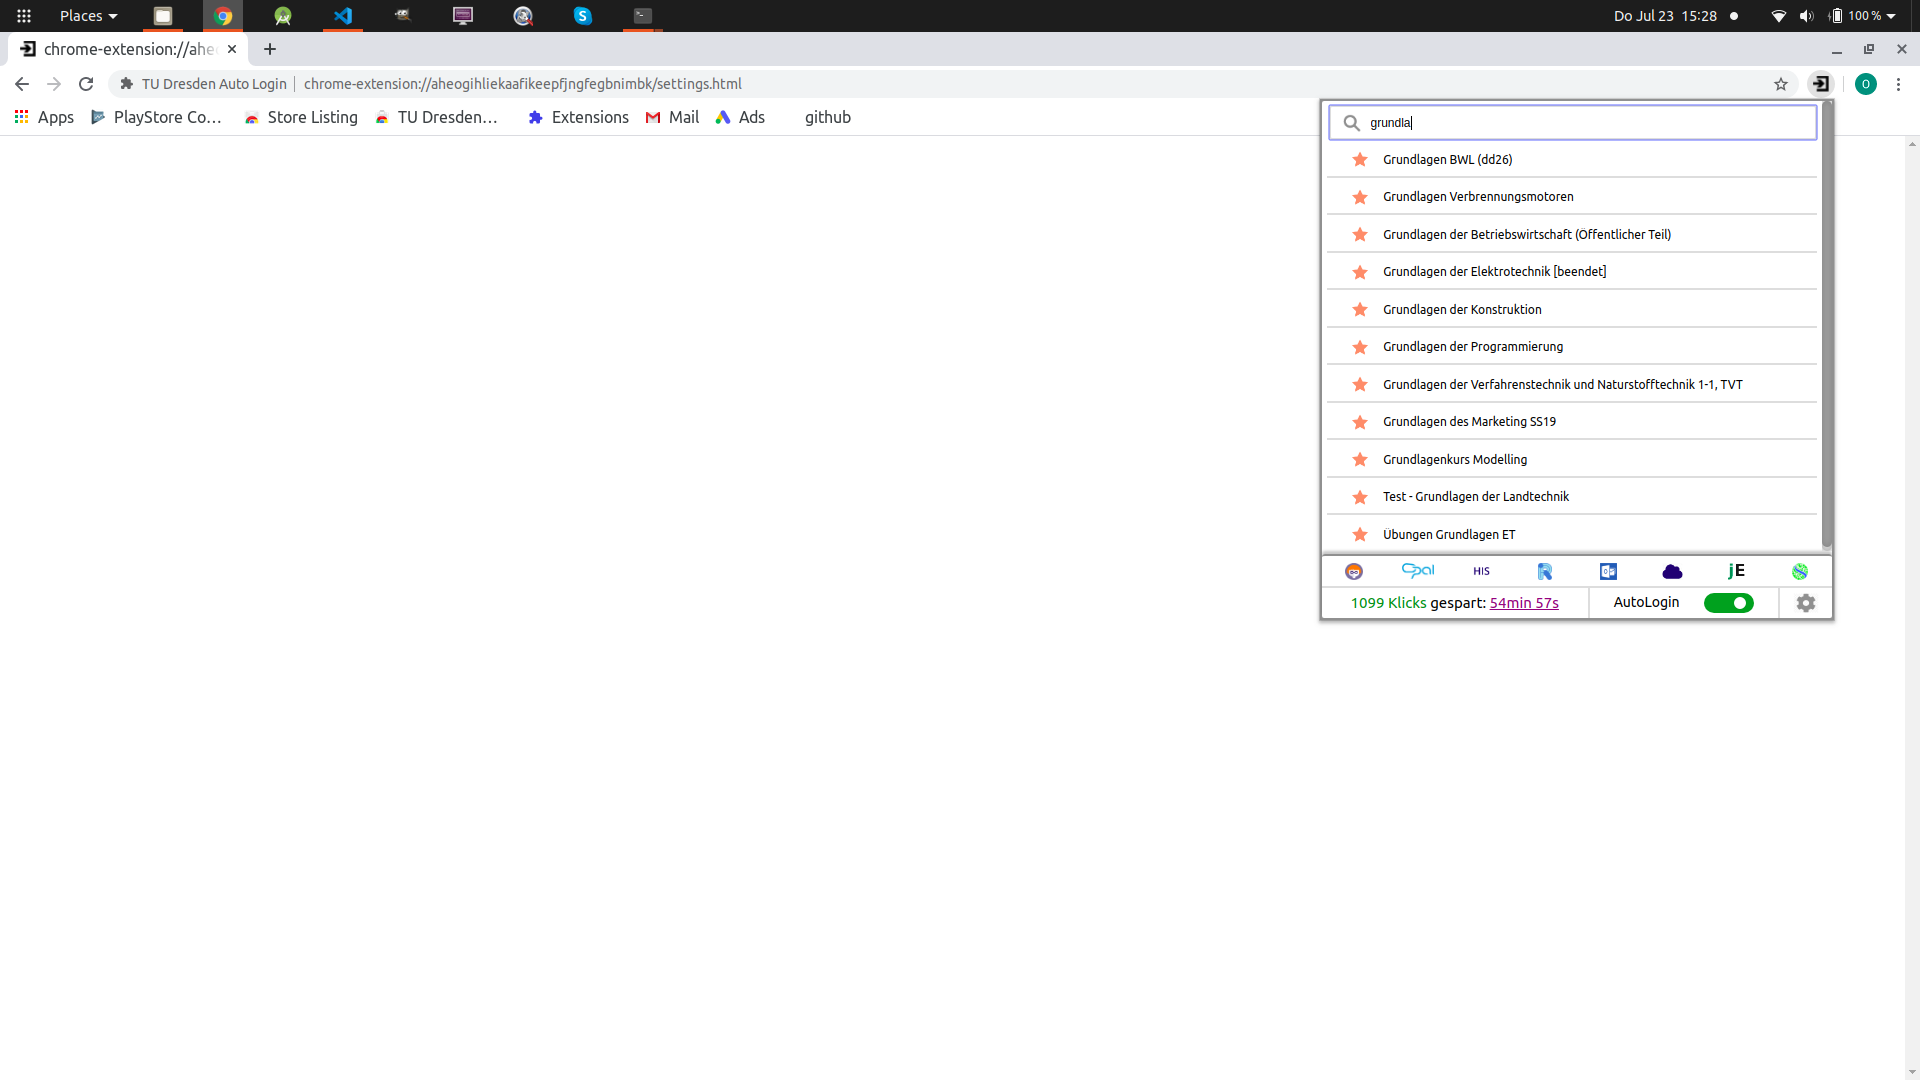 Places
Do Jul 23 15:28
100 %
chrome-extension://ahe
TU Dresden Auto Login
chrome-extension://aheogihliekaafikeepfjngfegbnimbk/settings.html
O
Apps
PlayStore Co…
Store Listing
TU Dresden…
Extensions
Mail
Ads
github
grundla
Grundlagen BWL (dd26)
Grundlagen Verbrennungsmotoren
Grundlagen der Betriebswirtschaft (Öffentlicher Teil)
Grundlagen der Elektrotechnik [beendet]
Grundlagen der Konstruktion
Grundlagen der Programmierung
Grundlagen der Verfahrenstechnik und Naturstofftechnik 1-1, TVT
Grundlagen des Marketing SS19
Grundlagenkurs Modelling
Test - Grundlagen der Landtechnik
Übungen Grundlagen ET
Opal
HIS
jE
1099 Klicks gespart: 54min 57s
AutoLogin